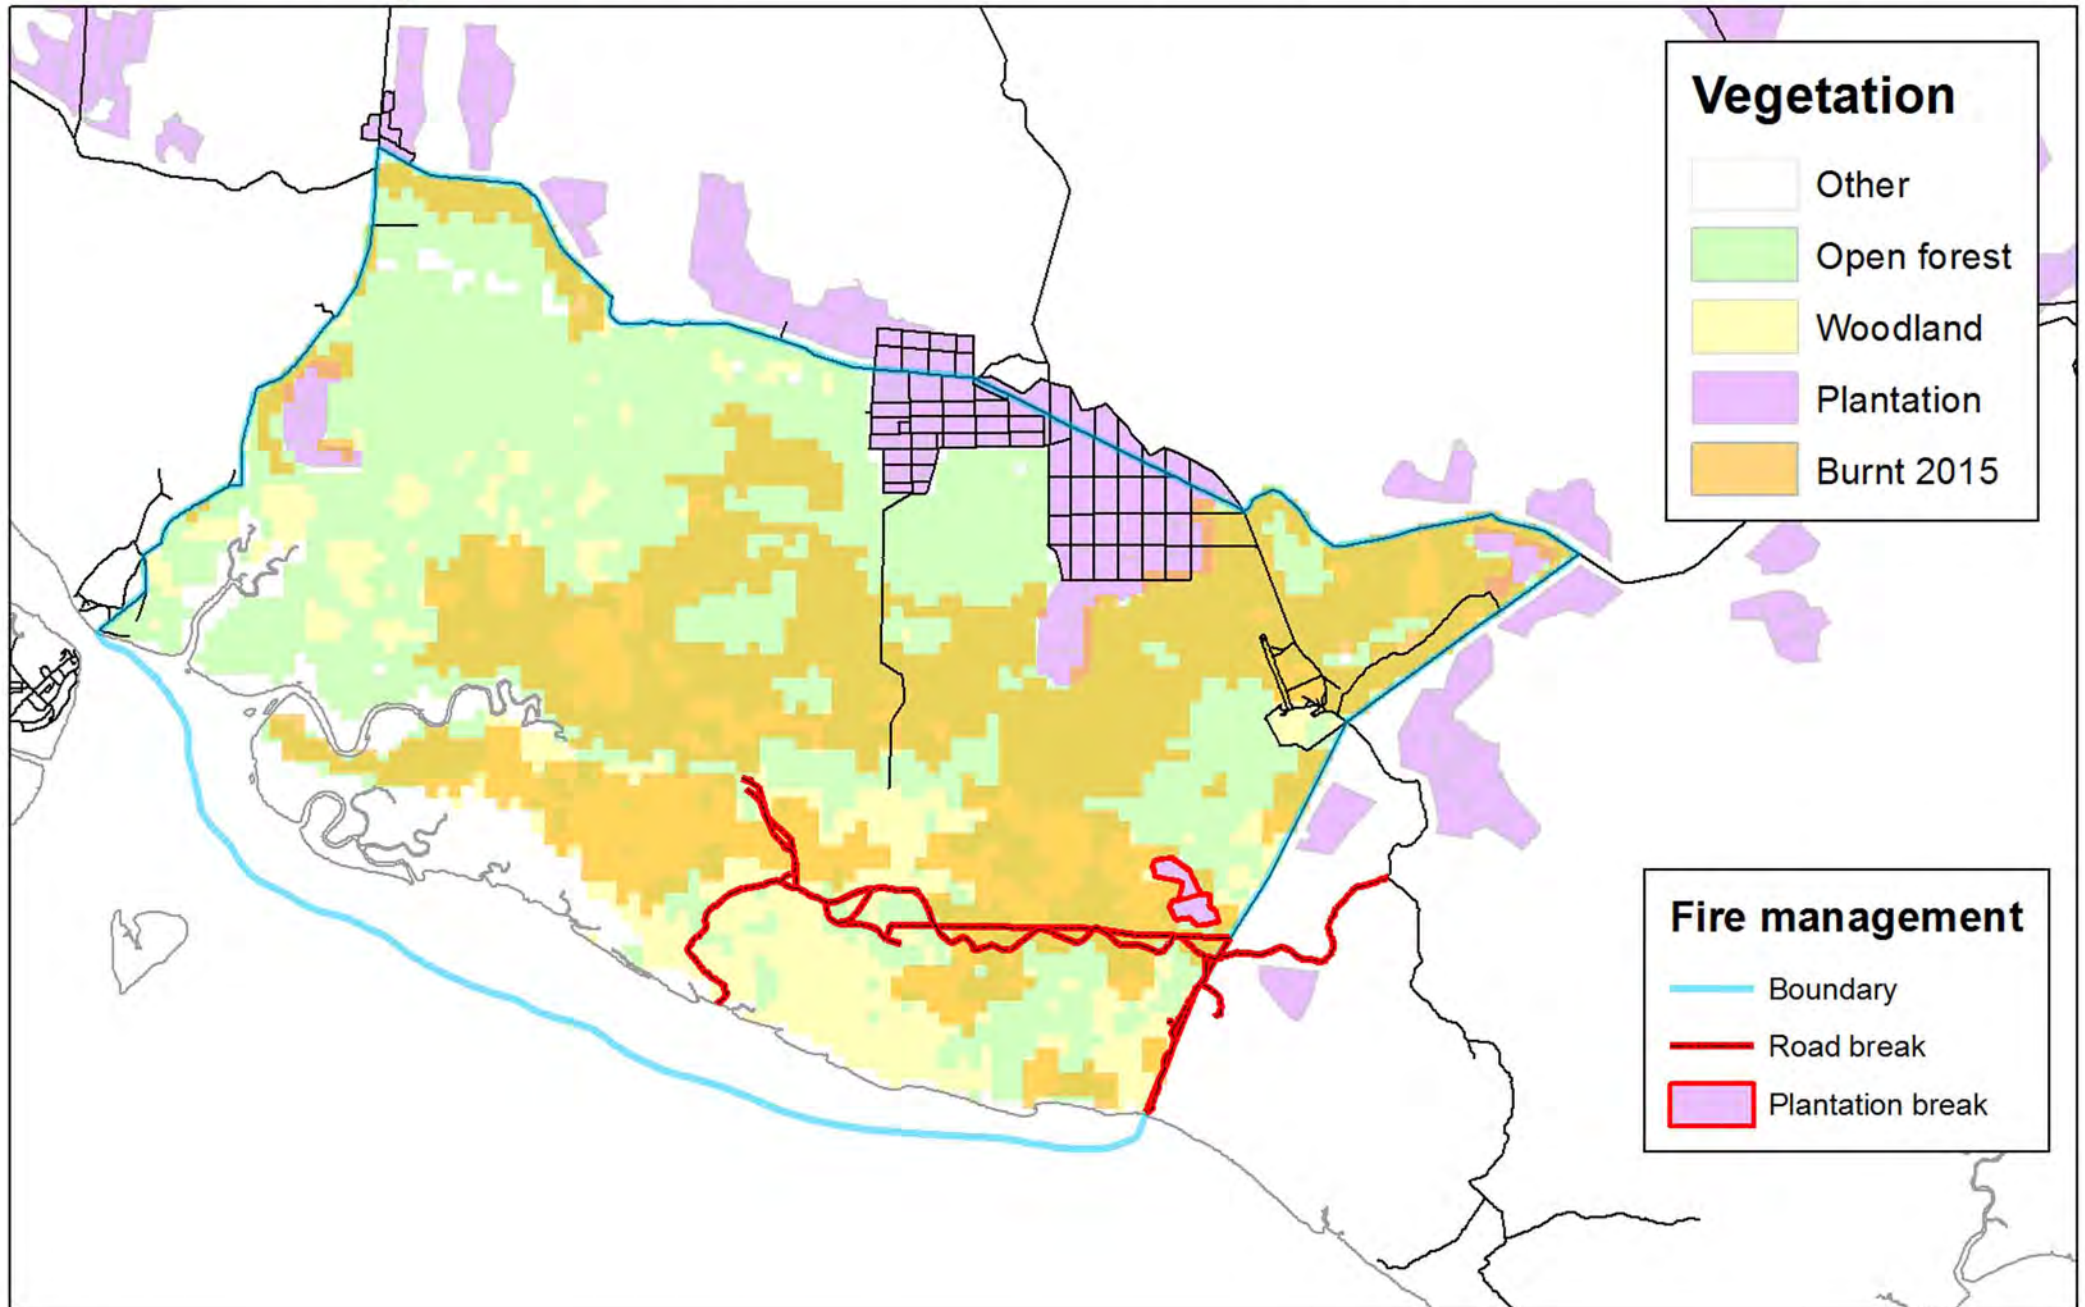 Vegetation
Other
Open forest
Woodland
Plantation
Burnt 2015
Fire management
Boundary
Road break
Plantation break